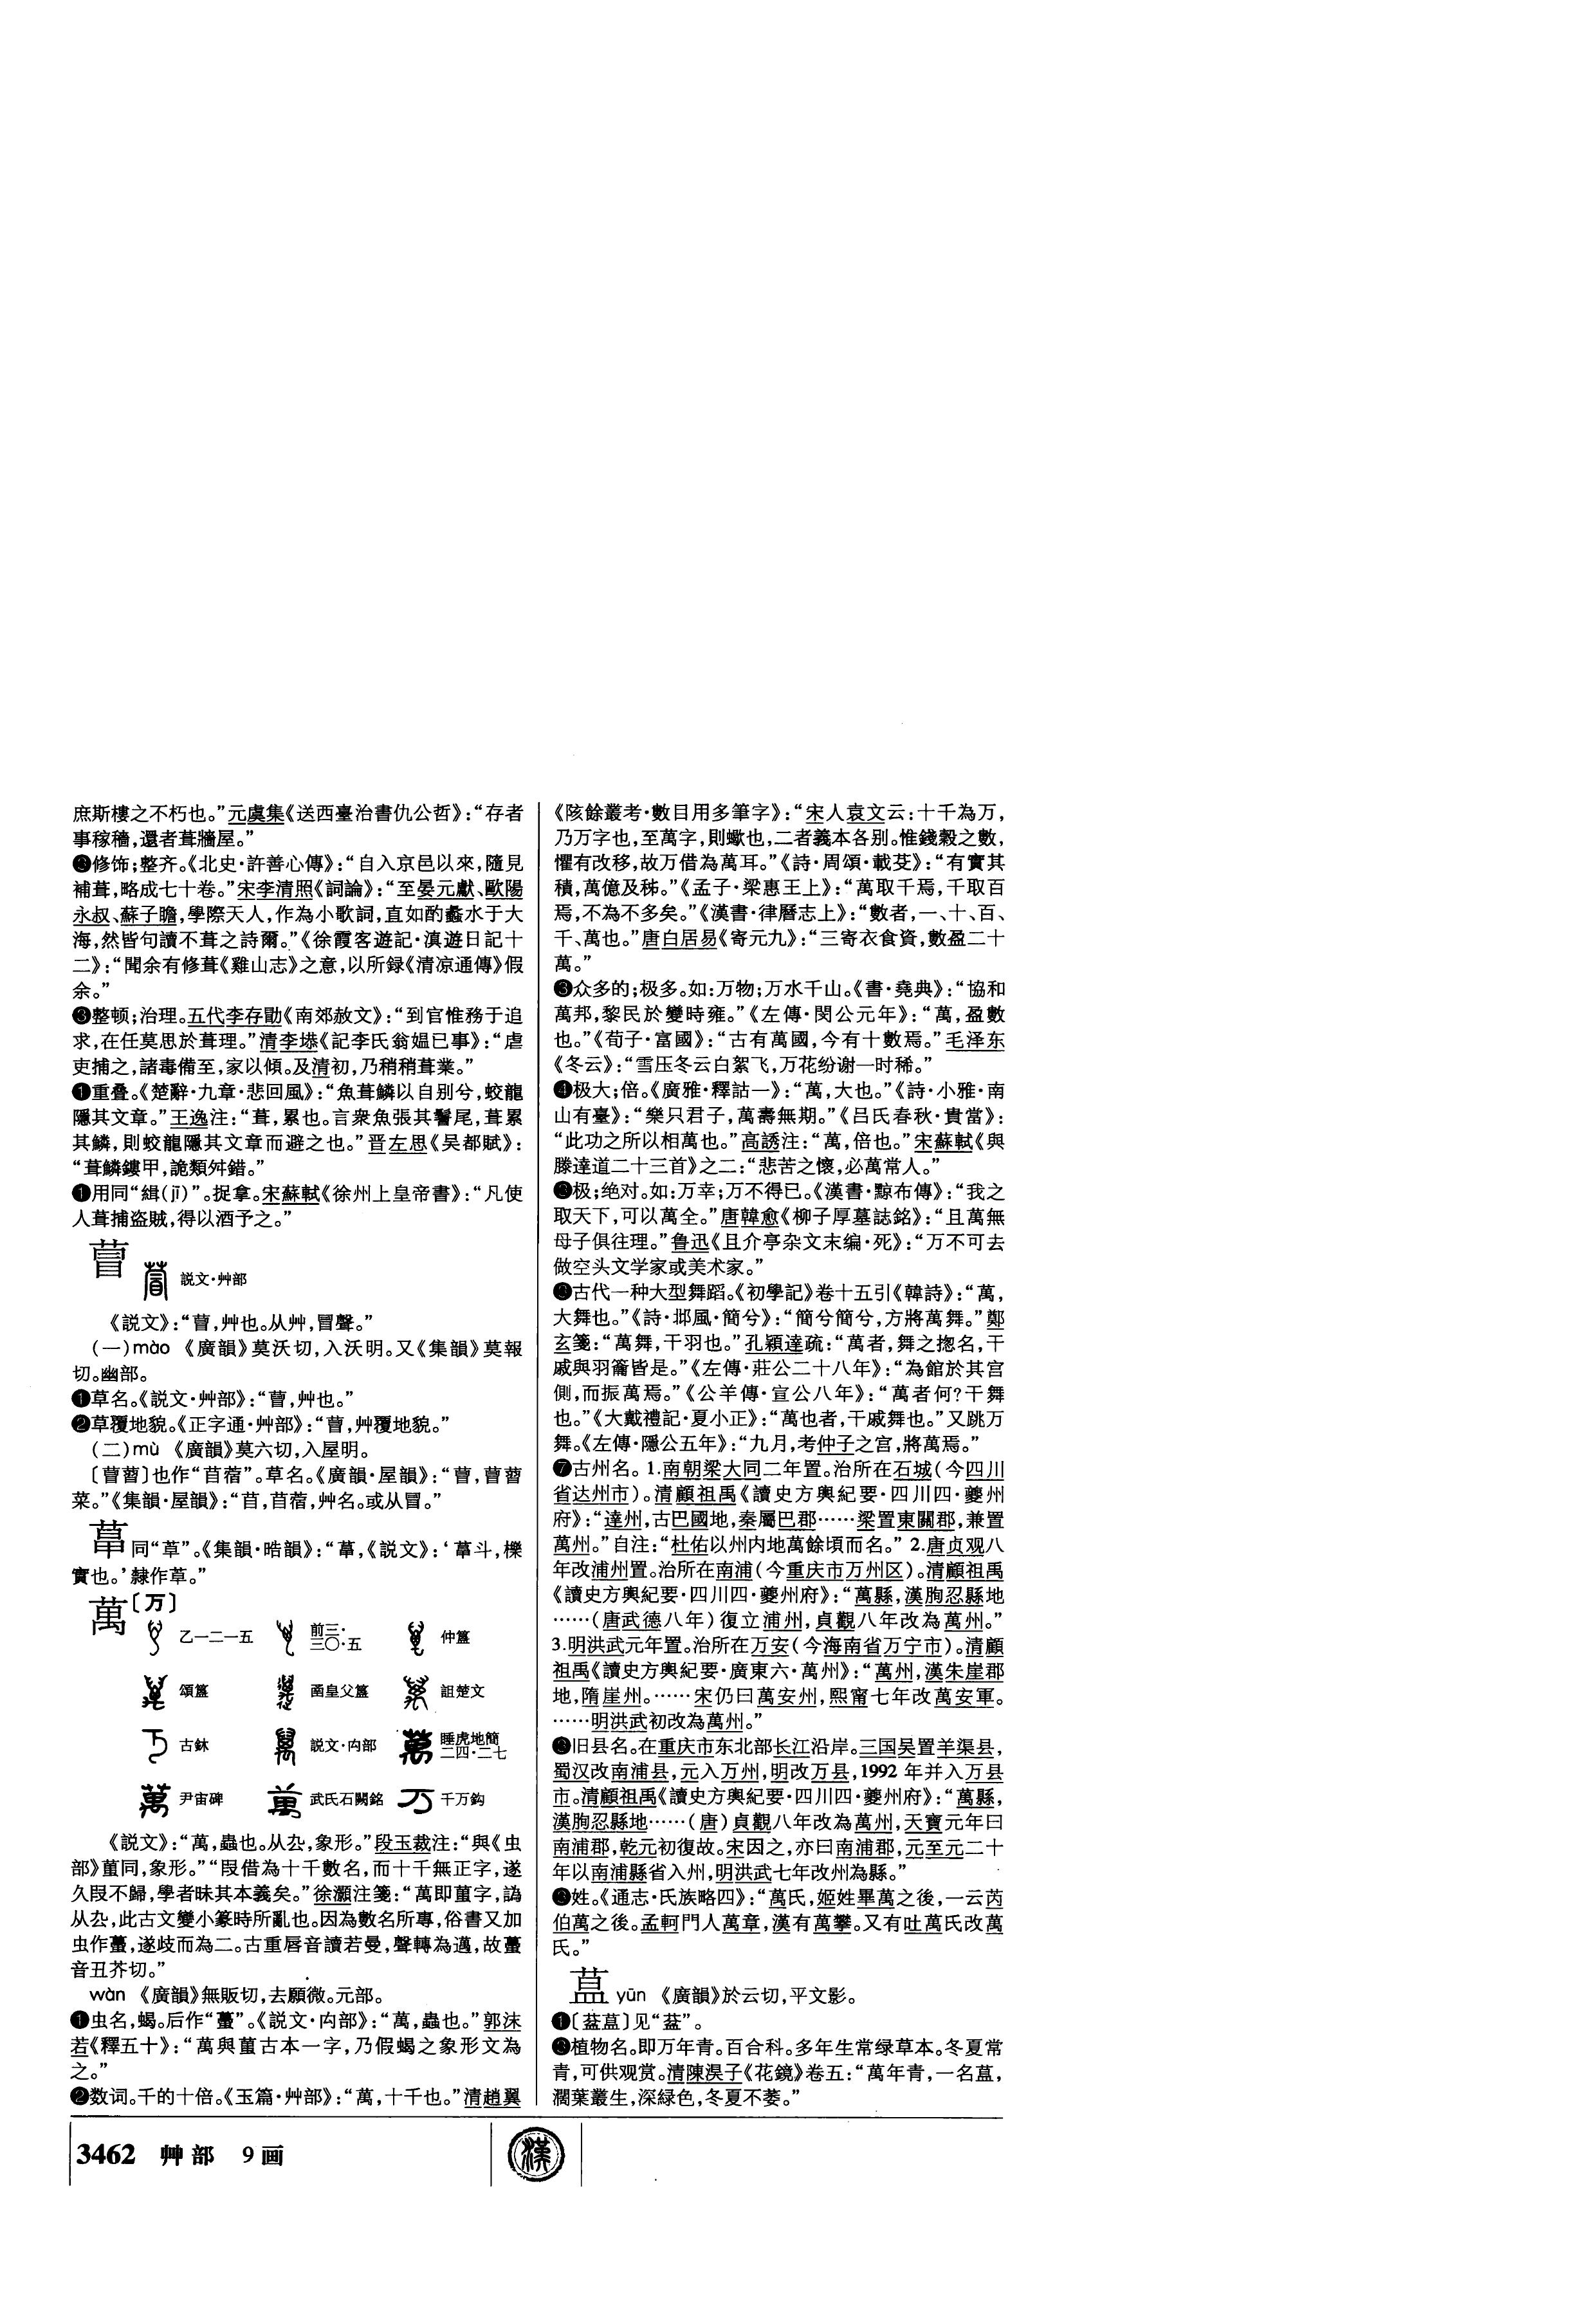 庶斯樓之不朽也。”元虞集《送西臺治書仇公哲》：“存者
事稼穡，還者葺牆屋。”
修饰；整齐。《北史·許善心傳》：“自入京邑以來，隨見
補葺，略成七十卷。”宋李清照《詞論》：“至晏元獻、歐陽
永叔、蘇子瞻，學際天人，作為小歌詞，直如酌蠡水于大
海，然皆句讀不葺之詩爾。”《徐霞客遊記·滇遊日記十
二》：“聞余有修葺《雞山志》之意，以所録《清凉通傳》假
余。”
❸整顿；治理。五代李存勖《南郊赦文》：“到官惟務于追
求，在任莫思於葺理。”清李塨《記李氏翁媪已事》：“虐
吏捕之，諸毒備至，家以傾。及清初，乃稍稍葺業。”
重叠。《楚辭·九章·悲回風》：“魚葺鱗以自别兮，蛟龍
隱其文章。”王逸注：“葺，累也。言衆魚張其鬐尾，葺累
其鱗，則蛟龍隱其文章而避之也。”晋左思《吴都賦》：
“葺鱗鏤甲，詭類舛錯。”
用同“緝(jī)”。捉拿。宋蘇軾《徐州上皇帝書》：“凡使
人葺捕盗賊，得以酒予之。”
萺
説文·艸部
《説文》：“萺，艸也。从艸，冒聲。”
(一)mào 《廣韻》莫沃切，入沃明。又《集韻》莫報
切。幽部。
❶草名。《説文·艸部》：“萺，艸也。”
❷草覆地貌。《正字通·艸部》：“萺，艸覆地貌。”
(二)mù 《廣韻》莫六切，入屋明。
〔萺蓿〕也作“苜蓿”。草名。《廣韻·屋韻》：“萺，萺蓿
菜。”《集韻·屋韻》：“苜，苜蓿，艸名。或从冒。”
同“草”。《集韻·晧韻》：“䓍，《説文》：‘䓍斗，櫟
實也。’隸作草。”
萬〔万〕
乙一二一五 前三·三〇·五 仲簠
頌簋 函皇父簋 詛楚文
古鉢 説文·禸部 睡虎地簡二四·二七
尹宙碑 武氏石闕銘 千万鈎
《説文》：“萬，蟲也。从厹，象形。”段玉裁注：“與《虫
部》蠆同，象形。”“叚借為十千數名，而十千無正字，遂
久叚不歸，學者昧其本義矣。”徐灝注箋：“萬即蠆字，譌
从厹，此古文變小篆時所亂也。因為數名所專，俗書又加
虫作蠆，遂歧而為二。古重唇音讀若曼，聲轉為邁，故蠆
音丑芥切。”
wàn 《廣韻》無販切，去願微。元部。
❶虫名，蝎。后作“蠆”。《説文·禸部》：“萬，蟲也。”郭沫
若《釋五十》：“萬與蠆古本一字，乃假蝎之象形文為
之。”
❷数词。千的十倍。《玉篇·艸部》：“萬，十千也。”清趙翼
《陔餘叢考·數目用多筆字》：“宋人袁文云：十千為万，
乃万字也，至萬字，則蠍也，二者義本各别。惟錢穀之數，
懼有改移，故万借為萬耳。”《詩·周頌·載芟》：“有實其
積，萬億及秭。”《孟子·梁惠王上》：“萬取千焉，千取百
焉，不為不多矣。”《漢書·律曆志上》：“數者，一、十、百、
千、萬也。”唐白居易《寄元九》：“三寄衣食資，數盈二十
萬。”
❸众多的；极多。如：万物；万水千山。《書·堯典》：“協和
萬邦，黎民於變時雍。”《左傳·閔公元年》：“萬，盈數
也。”《荀子·富國》：“古有萬國，今有十數焉。”毛泽东
《冬云》：“雪压冬云白絮飞，万花纷谢一时稀。”
❹极大；倍。《廣雅·釋詁一》：“萬，大也。”《詩·小雅·南
山有臺》：“樂只君子，萬壽無期。”《吕氏春秋·貴當》：
“此功之所以相萬也。”高誘注：“萬，倍也。”宋蘇軾《與
滕達道二十三首》之二：“悲苦之懷，必萬常人。”
极；绝对。如：万幸；万不得已。《漢書·黥布傳》：“我之
取天下，可以萬全。”唐韓愈《柳子厚墓誌銘》：“且萬無
母子俱往理。”鲁迅《且介亭杂文末编·死》：“万不可去
做空头文学家或美术家。”
古代一种大型舞蹈。《初學記》卷十五引《韓詩》：“萬，
大舞也。”《詩·邶風·簡兮》：“簡兮簡兮，方將萬舞。”鄭
玄箋：“萬舞，干羽也。”孔穎達疏：“萬者，舞之揔名，干
戚與羽籥皆是。”《左傳·莊公二十八年》：“為館於其宫
側，而振萬焉。”《公羊傳·宣公八年》：“萬者何？干舞
也。”《大戴禮記·夏小正》：“萬也者，干戚舞也。”又跳万
舞。《左傳·隱公五年》：“九月，考仲子之宫，將萬焉。”
❼古州名。1.南朝梁大同二年置。治所在石城(今四川
省达州市)。清顧祖禹《讀史方輿紀要·四川四·夔州
府》：“達州，古巴國地，秦屬巴郡……梁置東關郡，兼置
萬州。”自注：“杜佑以州内地萬餘頃而名。” 2.唐贞观八
年改浦州置。治所在南浦(今重庆市万州区)。清顧祖禹
《讀史方輿紀要·四川四·夔州府》：“萬縣，漢朐忍縣地
……(唐武德八年)復立浦州，貞觀八年改為萬州。”
3.明洪武元年置。治所在万安(今海南省万宁市)。清顧
祖禹《讀史方輿紀要·廣東六·萬州》：“萬州，漢朱崖郡
地，隋崖州。……宋仍曰萬安州，熙甯七年改萬安軍。
……明洪武初改為萬州。”
旧县名。在重庆市东北部长江沿岸。三国吴置羊渠县，
蜀汉改南浦县，元入万州，明改万县，1992 年并入万县
市。清顧祖禹《讀史方輿紀要·四川四·夔州府》：“萬縣，
漢朐忍縣地……(唐)貞觀八年改為萬州，天寶元年曰
南浦郡，乾元初復故。宋因之，亦曰南浦郡，元至元二十
年以南浦縣省入州，明洪武七年改州為縣。”
姓。《通志·氏族略四》：“萬氏，姬姓畢萬之後，一云芮
伯萬之後。孟軻門人萬章，漢有萬攀。又有吐萬氏改萬
氏。”
蒀 yūn 《廣韻》於云切，平文影。
❶〔葐蒀〕见“葐”。
植物名。即万年青。百合科。多年生常绿草本。冬夏常
青，可供观赏。清陳淏子《花鏡》卷五：“萬年青，一名蒀，
濶葉叢生，深緑色，冬夏不萎。”
3462 艸部 9画
漢